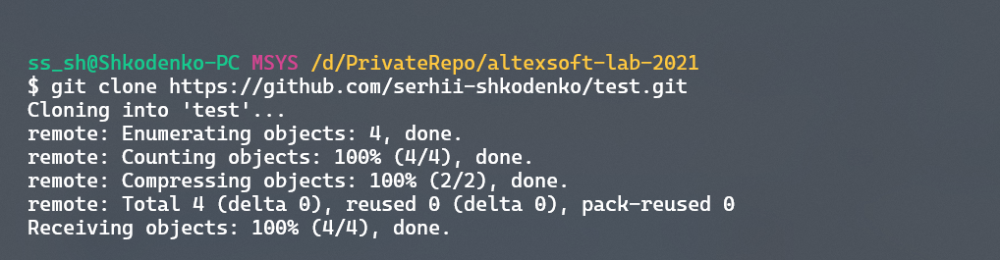 ss_sh@Shkodenko-PC MSYS /d/PrivateRepo/altexsoft-lab-2021
$ git clone https://github.com/serhii-shkodenko/test.git
Cloning into 'test'...
remote: Enumerating objects: 4, done.
remote: Counting objects: 100% (4/4), done.
remote: Compressing objects: 100% (2/2), done.
remote: Total 4 (delta 0), reused 0 (delta 0), pack-reused 0
Receiving objects: 100% (4/4), done.